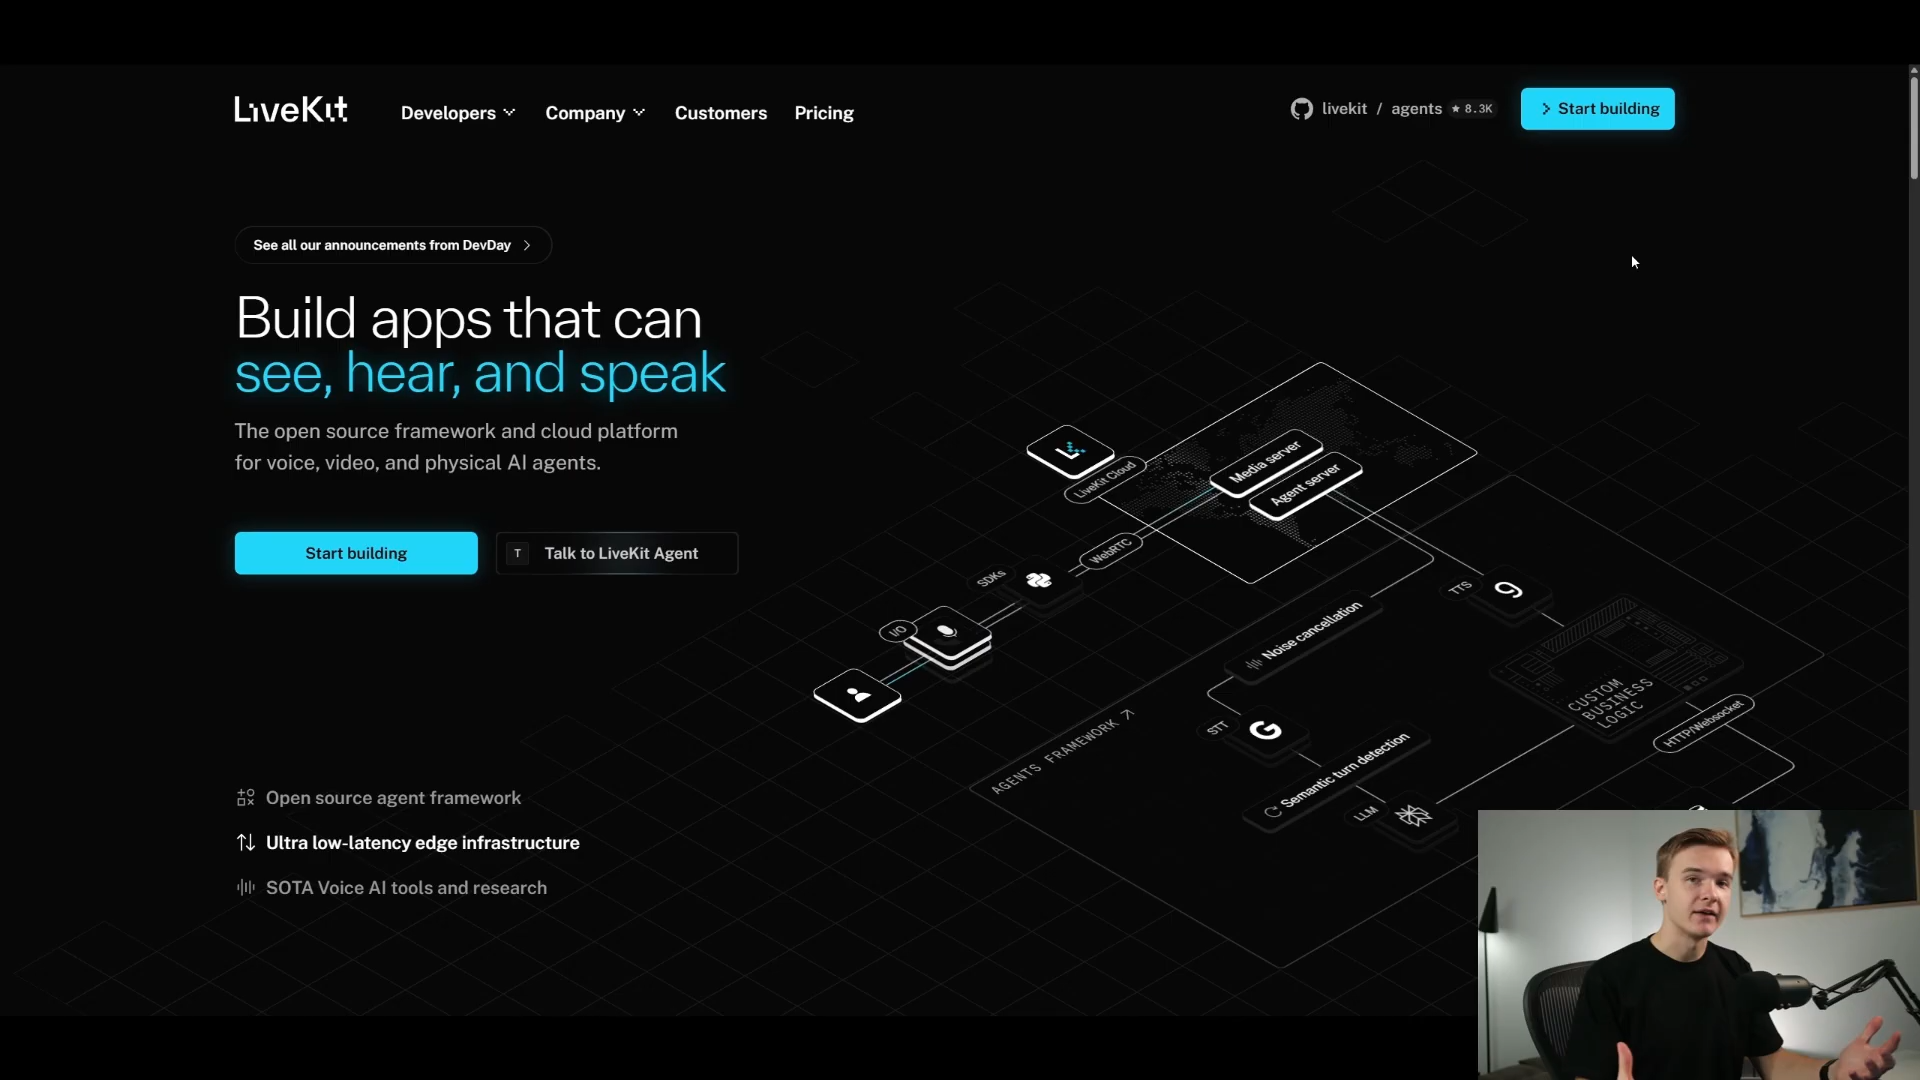 LiveKit
Developers
Company
Customers
Pricing
livekit / agents ★ 8.3K
Start building
See all our announcements from DevDay
Build apps that can
see, hear, and speak
The open source framework and cloud platform
for voice, video, and physical AI agents.
Start building
T Talk to LiveKit Agent
LiveKit Cloud
Media server
Agent server
WebRTC
SDKs
I/O
TTS
Noise cancellation
CUSTOM
BUSINESS
LOGIC
HTTP/Websocket
STT
G
AGENTS FRAMEWORK
Semantic turn detection
LLM
Open source agent framework
Ultra low-latency edge infrastructure
SOTA Voice AI tools and research